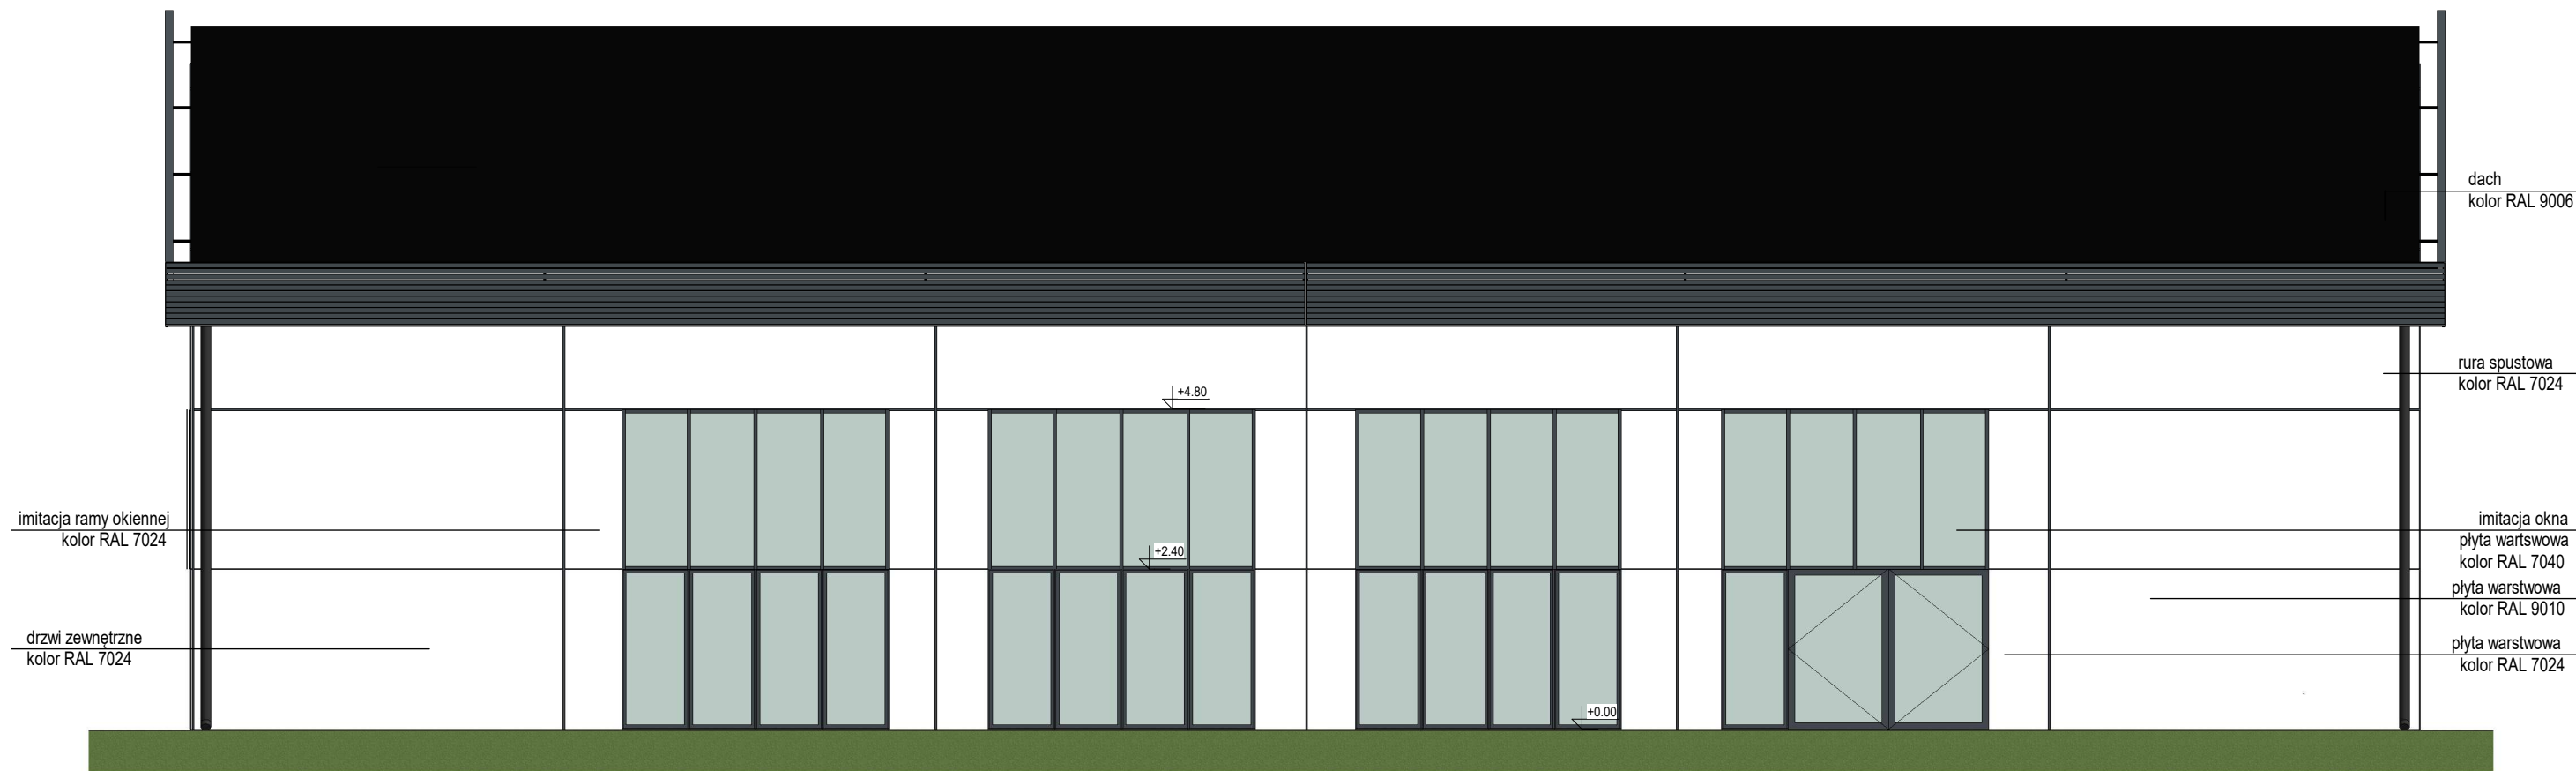 dach
kolor RAL 9006
rura spustowa
kolor RAL 7024
+4.80
imitacja ramy okiennej
kolor RAL 7024
imitacja okna
płyta wartswowa
kolor RAL 7040
+2.40
płyta warstwowa
kolor RAL 9010
drzwi zewnętrzne
kolor RAL 7024
płyta warstwowa
kolor RAL 7024
+0.00